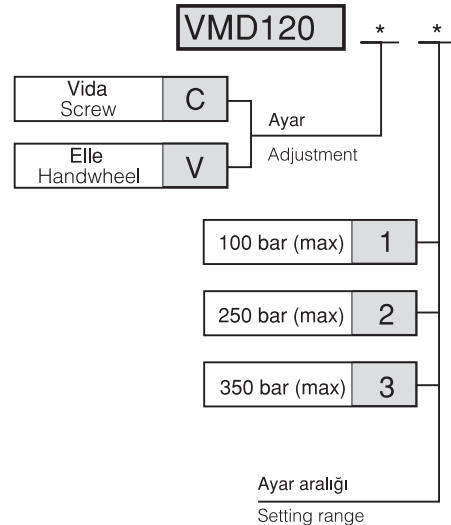 VMD120 * *
Vida
Screw C
Ayar
Adjustment
Elle
Handwheel V
100 bar (max) 1
250 bar (max) 2
350 bar (max) 3
Ayar aralığı
Setting range